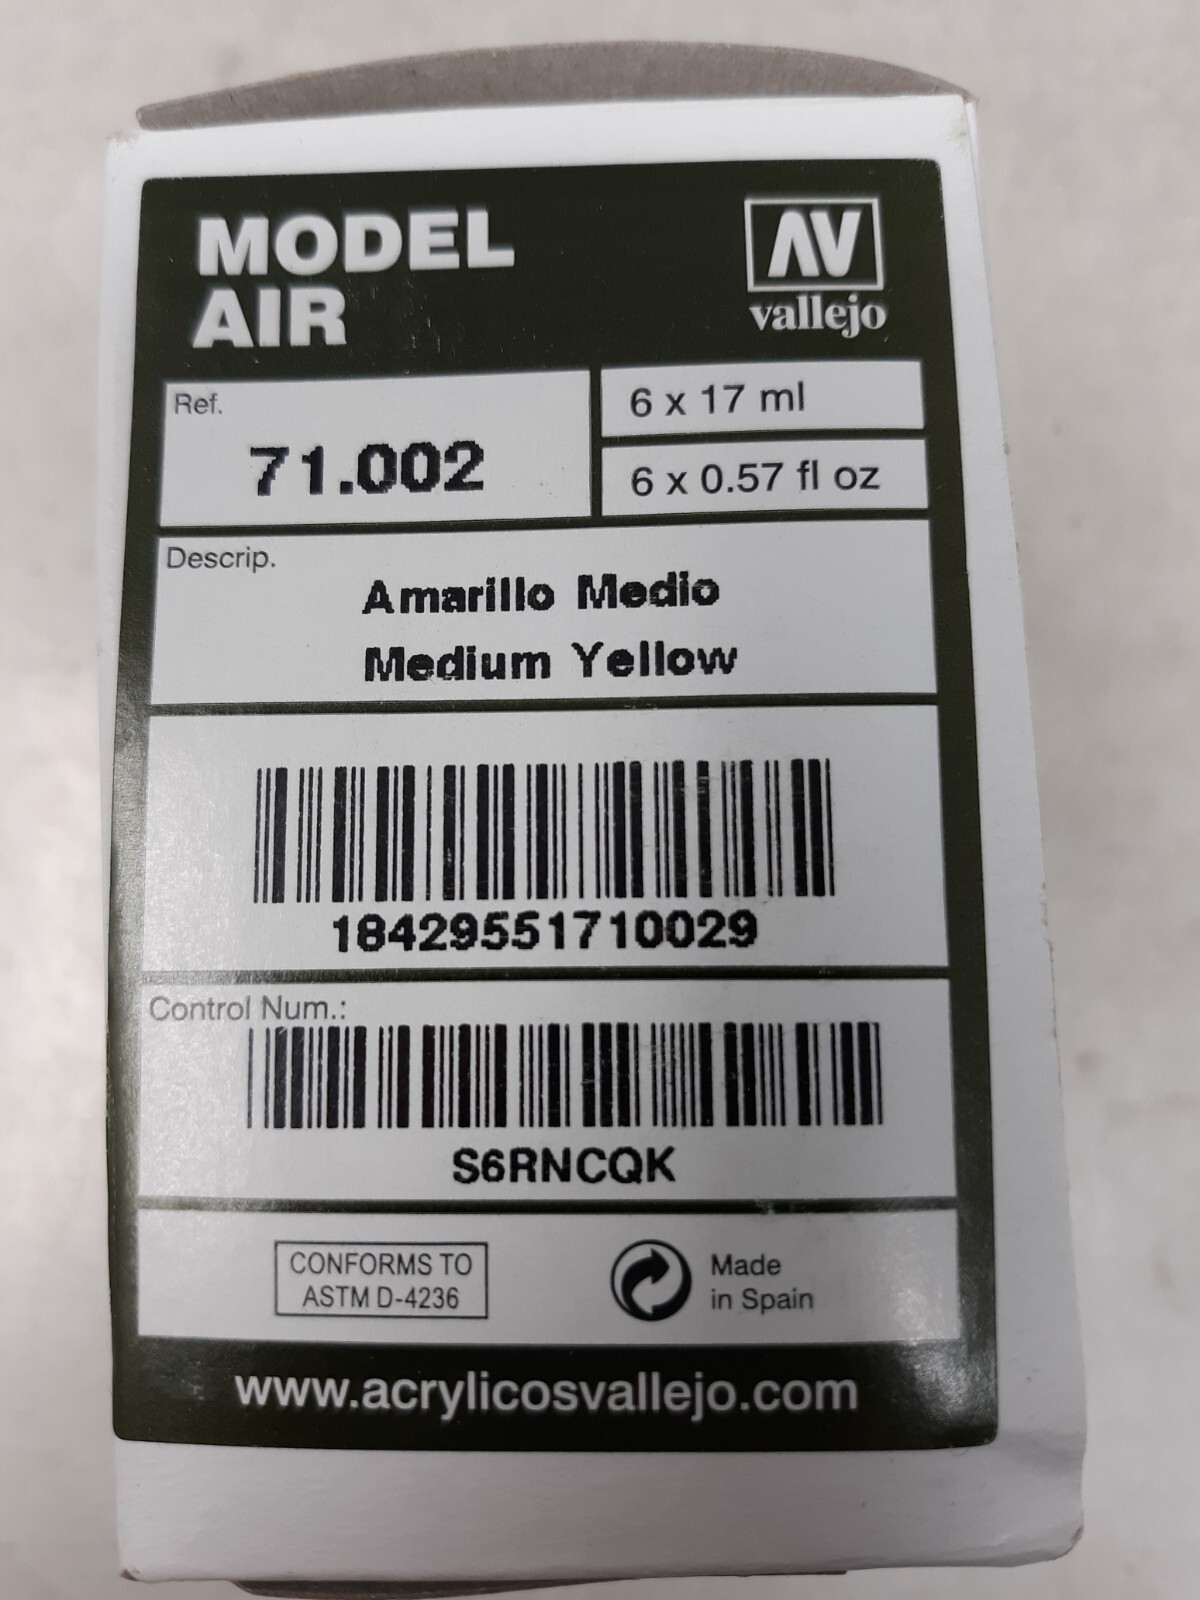 MODEL
AIR
AV
vallejo
Ref.
71.002
6 x 17 ml
6 x 0.57 fl oz
Descrip.
Amarillo Medio
Medium Yellow
18429551710029
Control Num.:
S6RNCQK
CONFORMS TO
ASTM D-4236
Made
in Spain
www.acrylicosvallejo.com